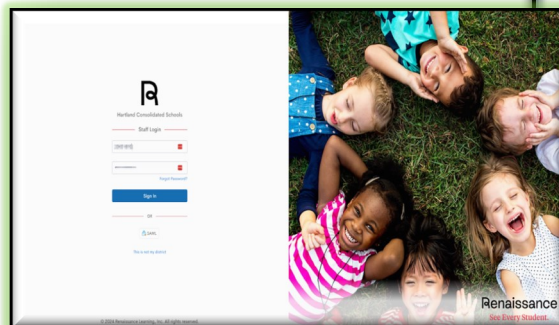 Hartland Consolidated Schools
Staff Login
Forgot Password?
Sign in
OR
SAML
This is not my district
© 2024 Renaissance Learning, Inc. All rights reserved
Renaissance
See Every Student.